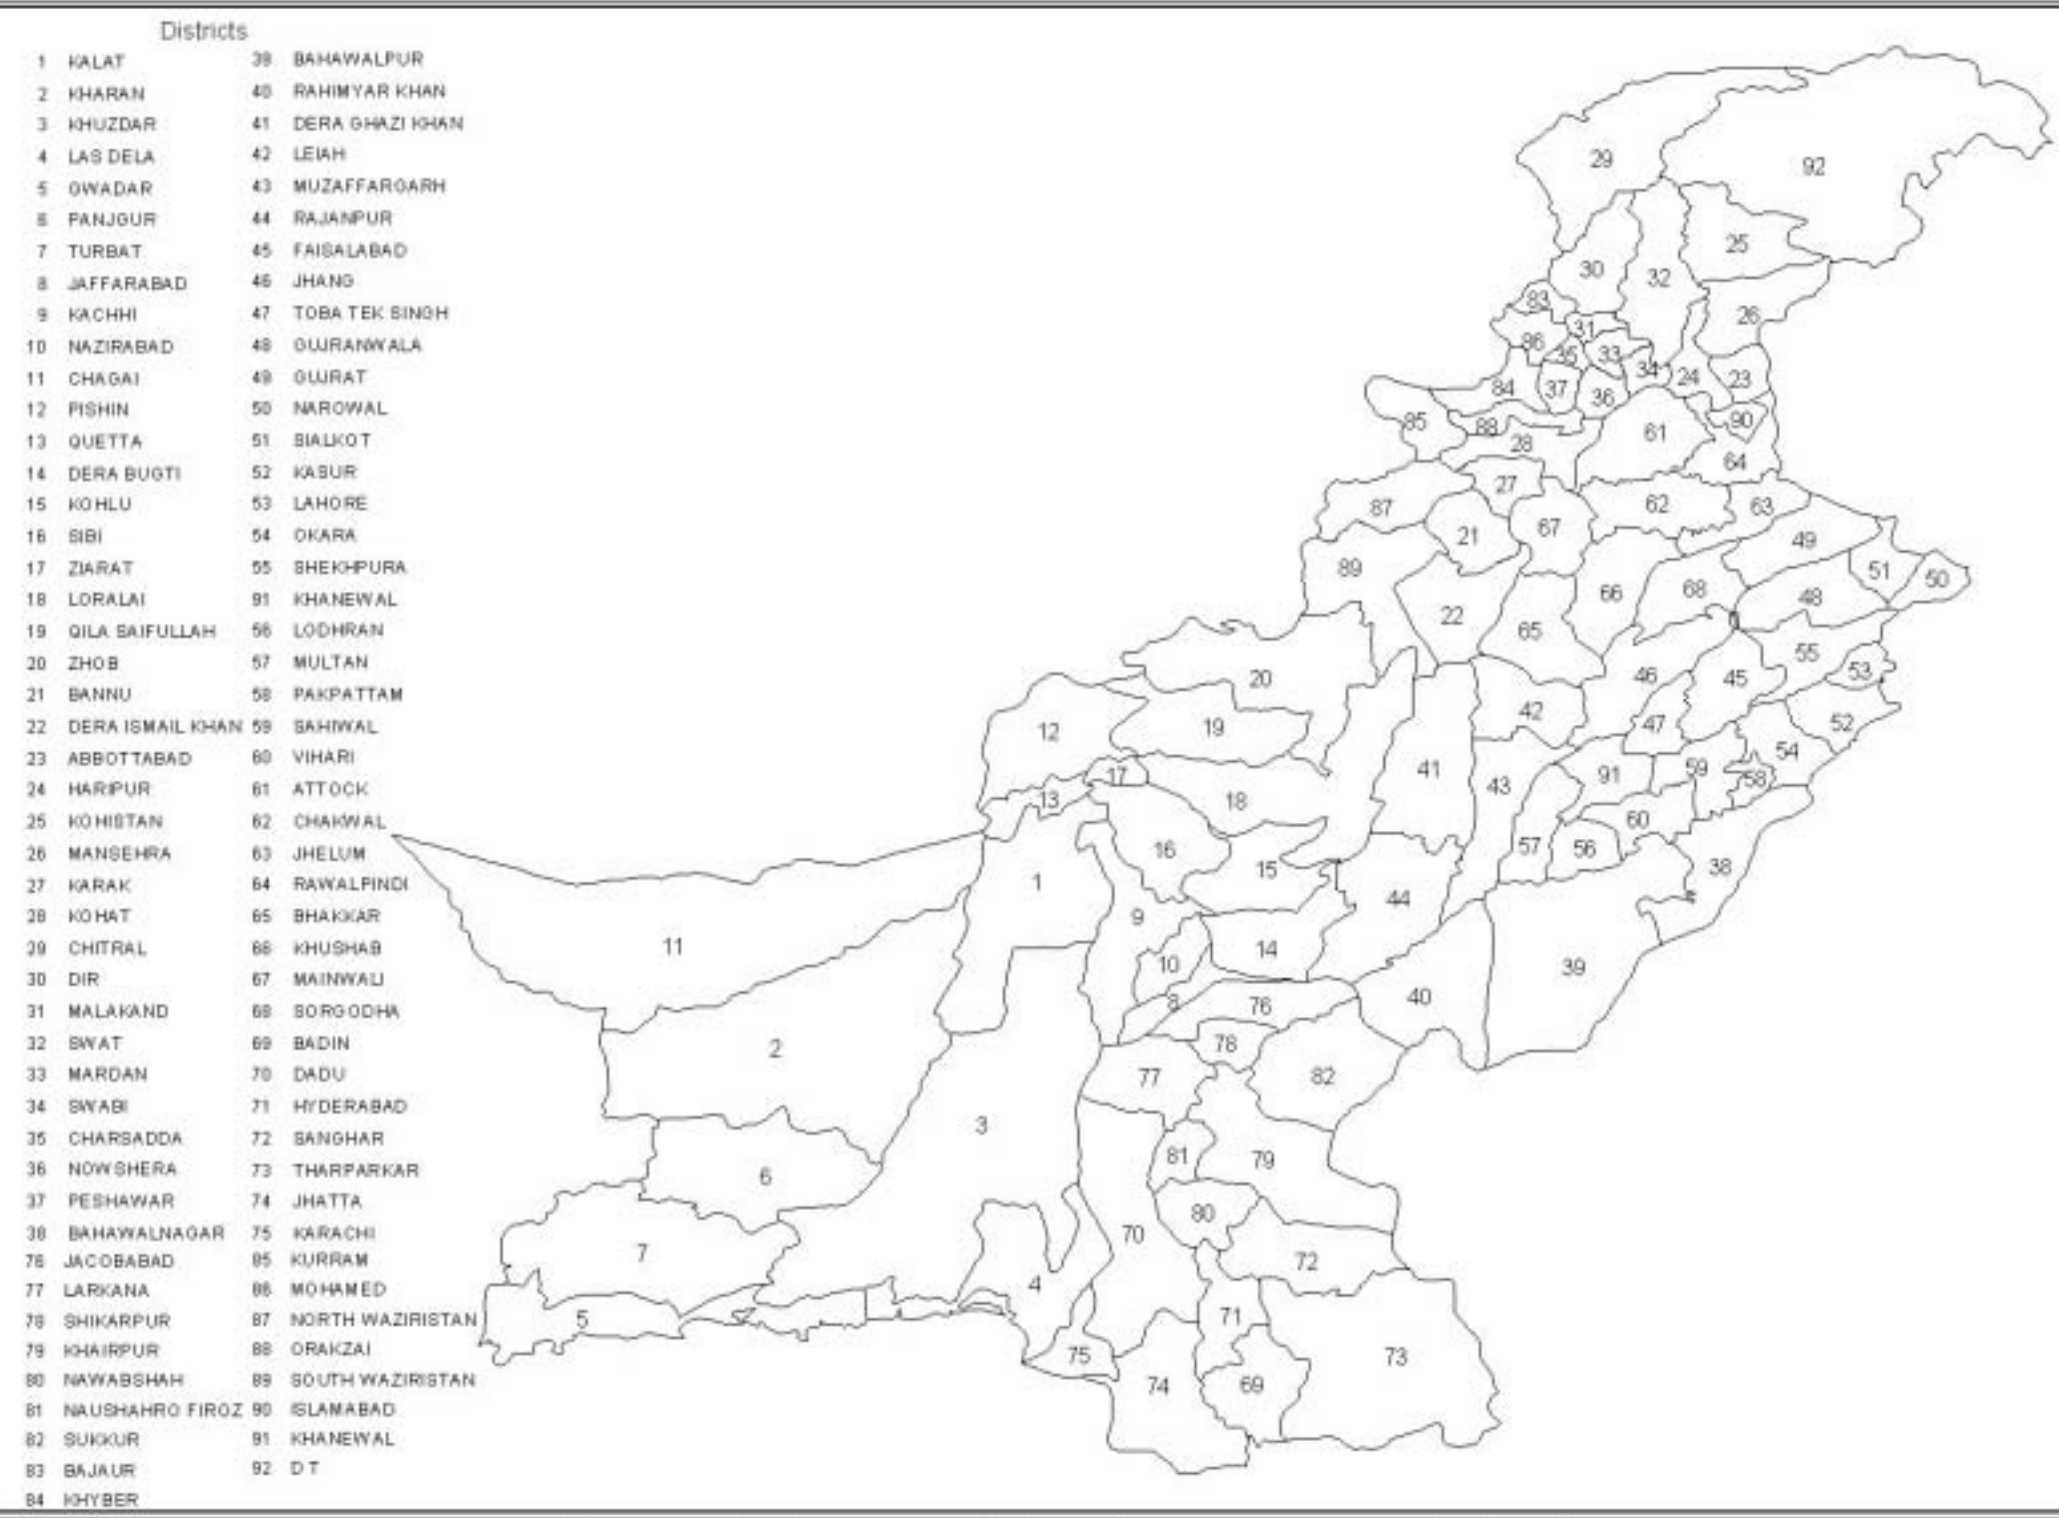 Districts
1 KALAT
2 KHARAN
3 KHUZDAR
4 LAS DELA
5 GWADAR
6 PANJGUR
7 TURBAT
8 JAFFARABAD
9 KACHHI
10 NAZIRABAD
11 CHAGAI
12 PISHIN
13 QUETTA
14 DERA BUGTI
15 KOHLU
16 SIBI
17 ZIARAT
18 LORALAI
19 QILA SAIFULLAH
20 ZHOB
21 BANNU
22 DERA ISMAIL KHAN
23 ABBOTTABAD
24 HARIPUR
25 KOHISTAN
26 MANSEHRA
27 KARAK
28 KOHAT
29 CHITRAL
30 DIR
31 MALAKAND
32 SWAT
33 MARDAN
34 SWABI
35 CHARSADDA
36 NOWSHERA
37 PESHAWAR
38 BAHAWALNAGAR
76 JACOBABAD
77 LARKANA
78 SHIKARPUR
79 KHAIRPUR
80 NAWABSHAH
81 NAUSHAHRO FIROZ
82 SUKKUR
83 BAJAUR
84 KHYBER
39 BAHAWALPUR
40 RAHIMYAR KHAN
41 DERA GHAZI KHAN
42 LEIAH
43 MUZAFFARGARH
44 RAJANPUR
45 FAISALABAD
46 JHANG
47 TOBA TEK SINGH
48 GUJRANWALA
49 GUJRAT
50 NAROWAL
51 SIALKOT
52 KASUR
53 LAHORE
54 OKARA
55 SHEKHPURA
91 KHANEWAL
56 LODHRAN
57 MULTAN
58 PAKPATTAM
59 SAHIWAL
60 VIHARI
61 ATTOCK
62 CHAKWAL
63 JHELUM
64 RAWALPINDI
65 BHAKKAR
66 KHUSHAB
67 MAINWALI
68 SORGODHA
69 BADIN
70 DADU
71 HYDERABAD
72 SANGHAR
73 THARPARKAR
74 JHATTA
75 KARACHI
85 KURRAM
86 MOHAMED
87 NORTH WAZIRISTAN
88 ORAKZAI
89 SOUTH WAZIRISTAN
90 ISLAMABAD
91 KHANEWAL
92 D T
29
92
25
30
32
83
26
31
86
35
33
34
24
23
84
37
36
85
88
28
61
90
64
27
87
21
67
62
63
49
89
66
68
51
50
48
22
65
55
53
20
46
45
42
47
52
12
19
54
41
43
91
59
58
17
13
18
60
57
56
16
15
38
1
44
9
11
10
14
39
40
8
76
2
78
77
82
3
81
79
6
80
70
7
72
4
5
71
75
73
74
69